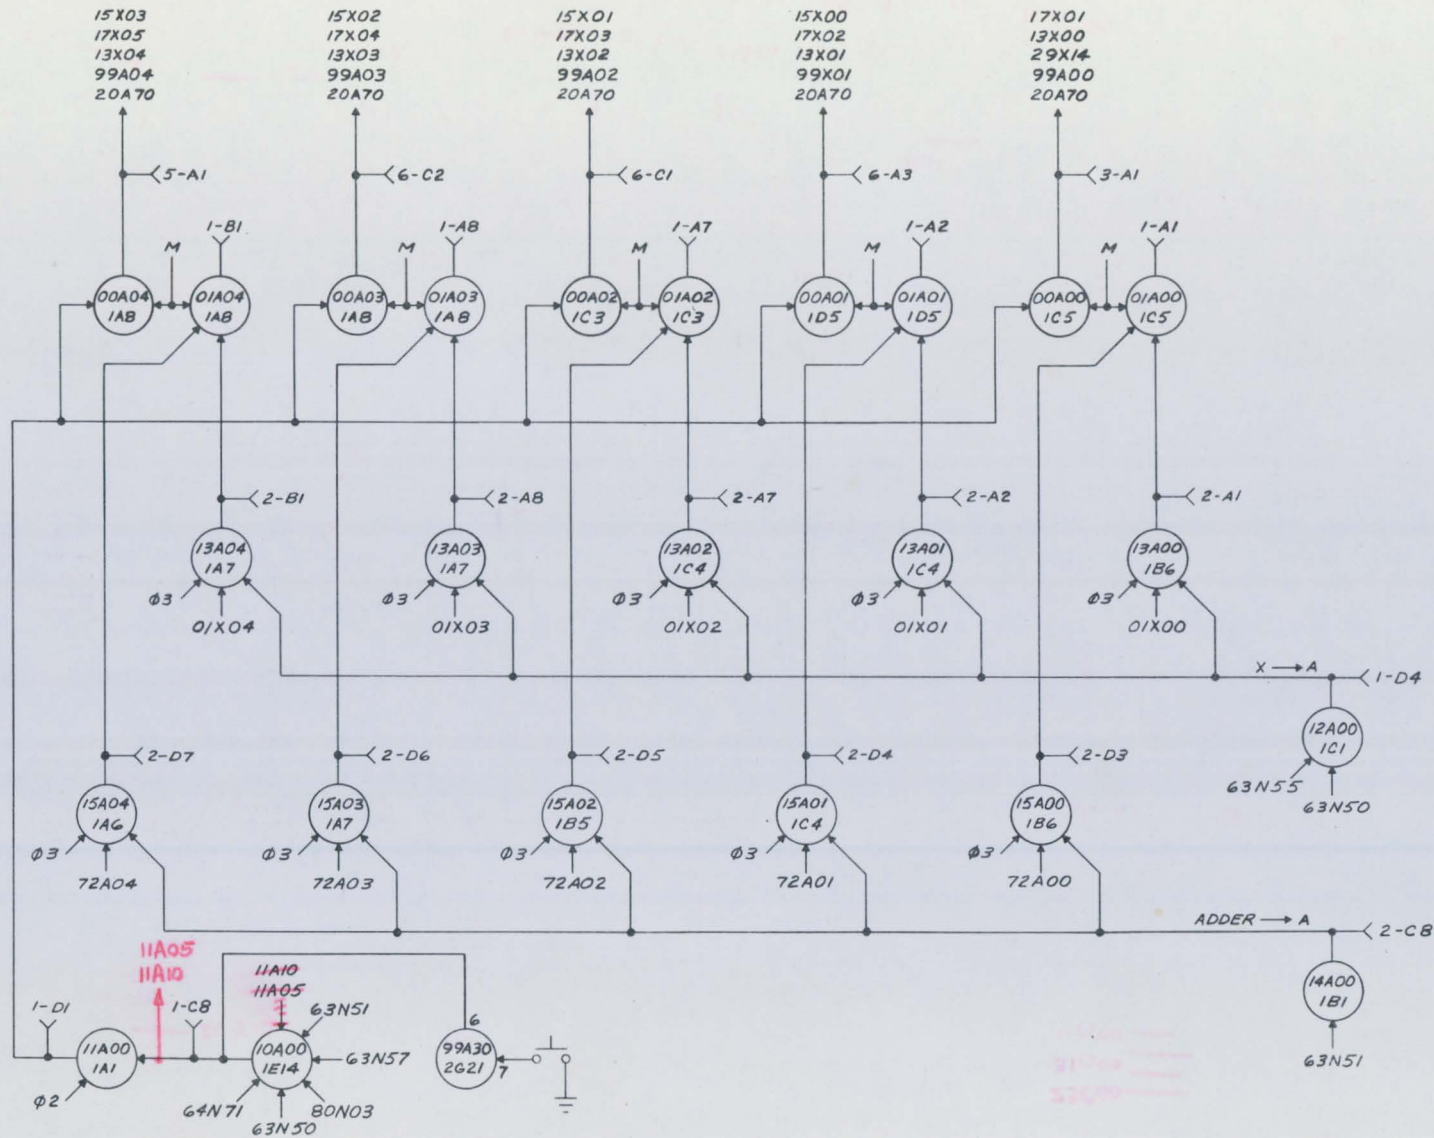 15X03 15X02 15X01 15X00 17X01
17X05 17X04 17X03 17X02 13X00
13X04 13X03 13X02 13X01 29X14
99A04 99A03 99A02 99X01 99A00
20A70 20A70 20A70 20A70 20A70
5-A1 6-C2 6-C1 6-A3 3-A1
1-B1 1-A8 1-A7 1-A2 1-A1
M M M M M
00A04 01A04 00A03 01A03 00A02 01A02 00A01 01A01 00A00 01A00
1A8 1A8 1A8 1A8 1C3 1C3 1D5 1D5 1C5 1C5
2-B1 2-A8 2-A7 2-A2 2-A1
13A04 13A03 13A02 13A01 13A00
1A7 1A7 1C4 1C4 1B6
Φ3 Φ3 Φ3 Φ3 Φ3
01X04 01X03 01X02 01X01 01X00
X → A
1-D4
12A00
1C1
63N55
63N50
2-D7 2-D6 2-D5 2-D4 2-D3
15A04 15A03 15A02 15A01 15A00
1A6 1A7 1B5 1C4 1B6
Φ3 Φ3 Φ3 Φ3 Φ3
72A04 72A03 72A02 72A01 72A00
ADDER → A
2-C8
14A00
1B1
63N51
11A05
11A10
11A10
11A05
1-D1 1-C8 63N51 6
11A00 10A00 63N57 99A30
1A1 1E14 2G21 7
Φ2 64N71 80N03
63N50